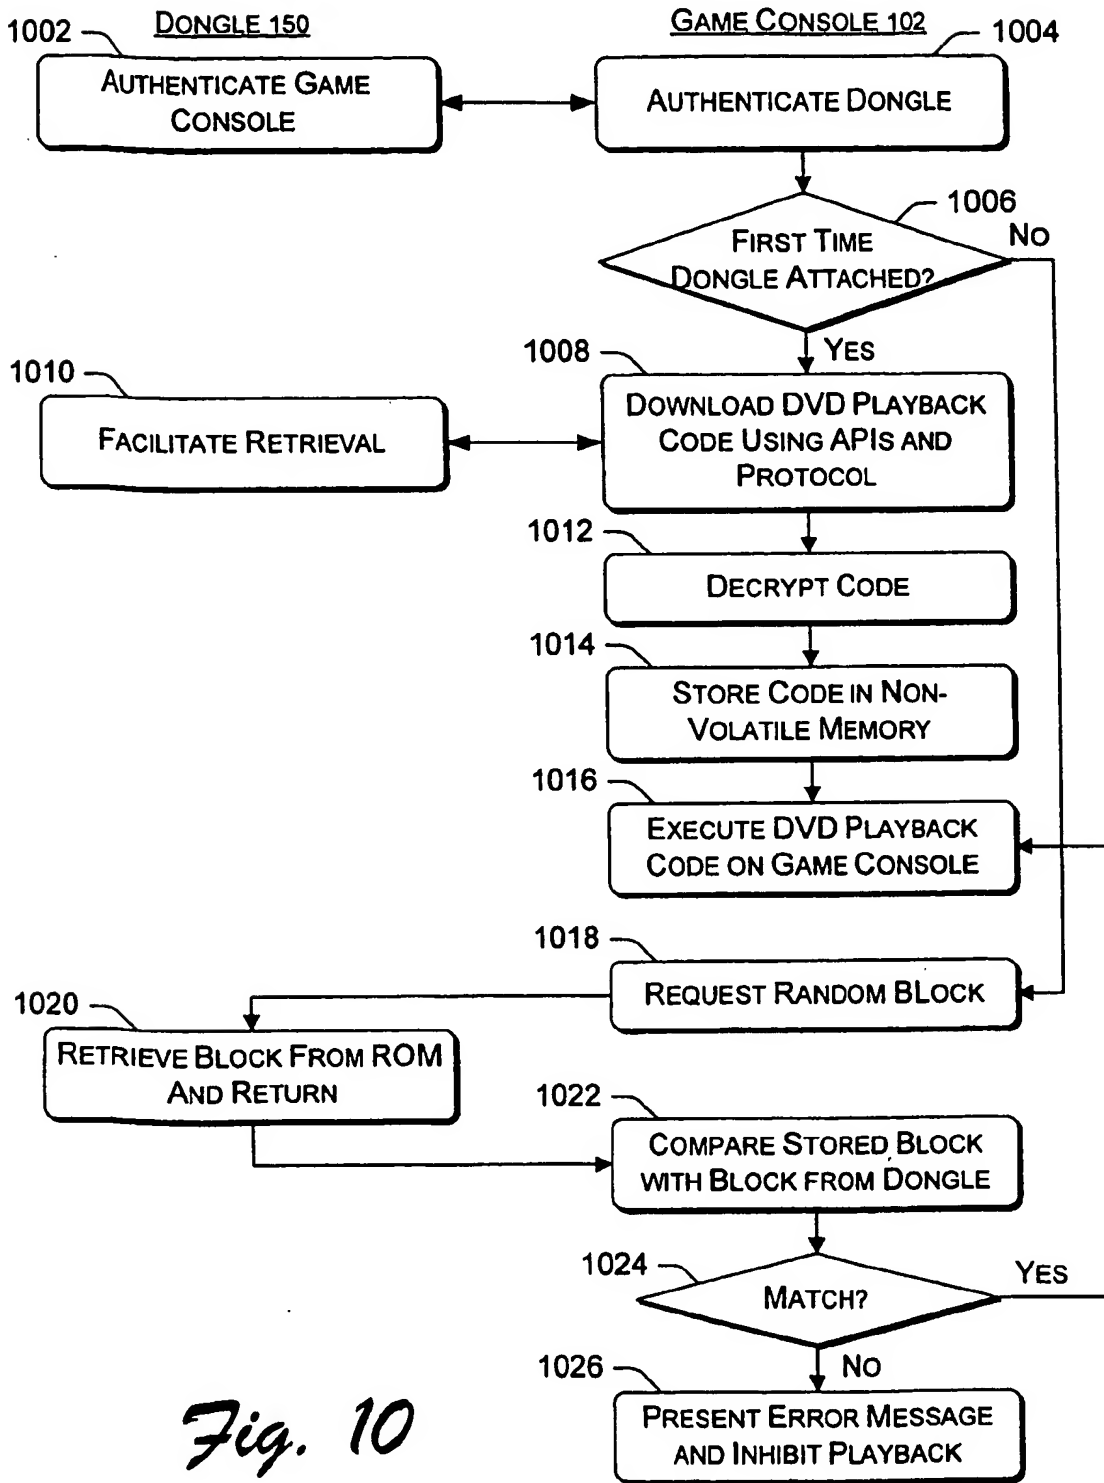 DONGLE 150
GAME CONSOLE 102
1002
1004
AUTHENTICATE GAME
CONSOLE
AUTHENTICATE DONGLE
1006
FIRST TIME
DONGLE ATTACHED?
NO
YES
1008
1010
DOWNLOAD DVD PLAYBACK
CODE USING APIS AND
PROTOCOL
FACILITATE RETRIEVAL
1012
DECRYPT CODE
1014
STORE CODE IN NON-
VOLATILE MEMORY
1016
EXECUTE DVD PLAYBACK
CODE ON GAME CONSOLE
1018
REQUEST RANDOM BLOCK
1020
RETRIEVE BLOCK FROM ROM
AND RETURN
1022
COMPARE STORED BLOCK
WITH BLOCK FROM DONGLE
1024
MATCH?
YES
NO
1026
PRESENT ERROR MESSAGE
AND INHIBIT PLAYBACK
Fig. 10